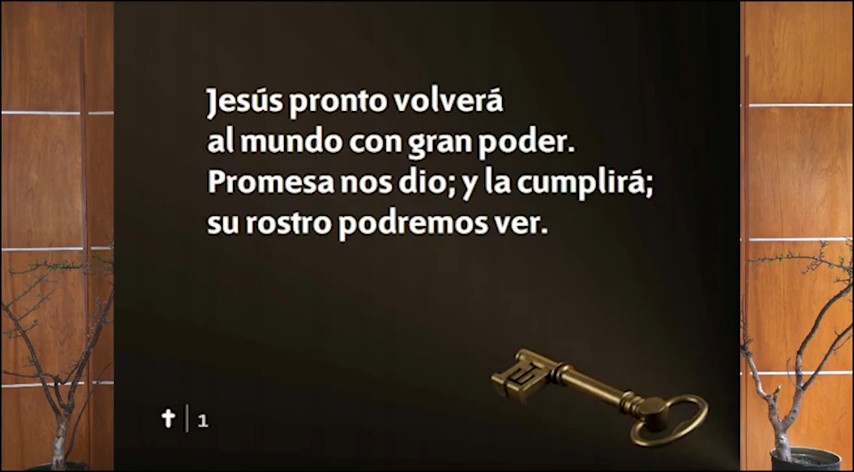 Jesús pronto volverá
al mundo con gran poder.
Promesa nos dio; y la cumplirá;
su rostro podremos ver.
1